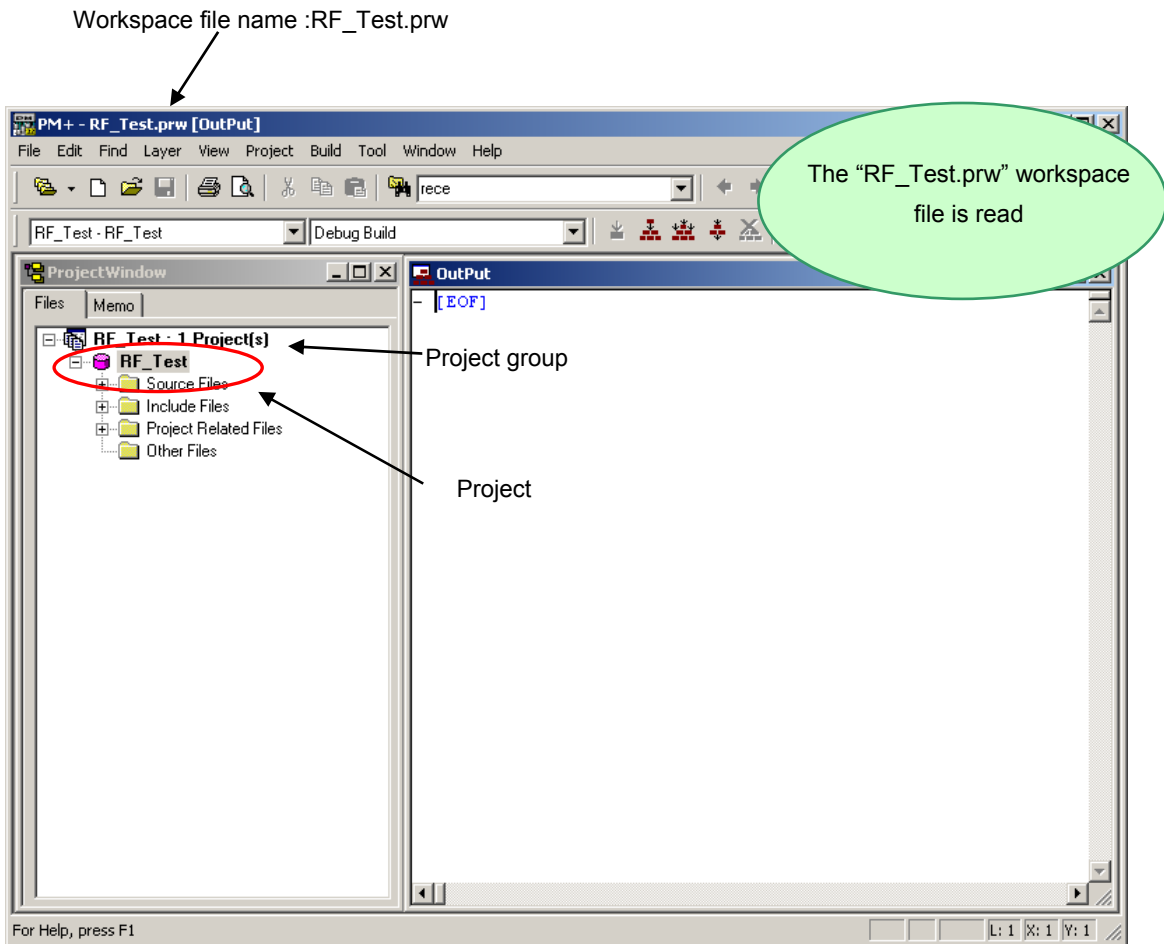 Workspace file name :RF_Test.prw
PM+ - RF_Test.prw [OutPut]
File Edit Find Layer View Project Build Tool Window Help
rece
The “RF_Test.prw” workspace
file is read
RF_Test - RF_Test
Debug Build
ProjectWindow
OutPut
Files Memo
[EOF]
RF_Test : 1 Project(s)
Project group
RF_Test
Source Files
Include Files
Project Related Files
Other Files
Project
For Help, press F1
L: 1 X: 1 Y: 1